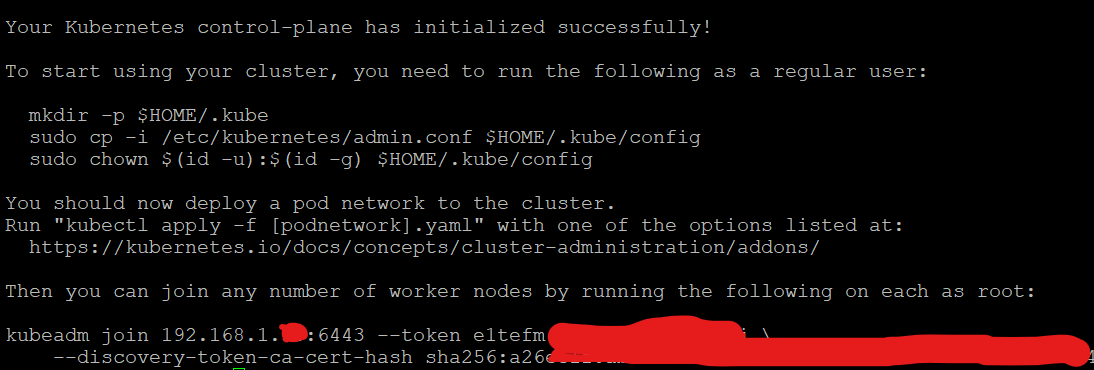 Your Kubernetes control-plane has initialized successfully!
To start using your cluster, you need to run the following as a regular user:
mkdir -p $HOME/.kube
sudo cp -i /etc/kubernetes/admin.conf $HOME/.kube/config
sudo chown $(id -u):$(id -g) $HOME/.kube/config
You should now deploy a pod network to the cluster.
Run "kubectl apply -f [podnetwork].yaml" with one of the options listed at:
https://kubernetes.io/docs/concepts/cluster-administration/addons/
Then you can join any number of worker nodes by running the following on each as root:
kubeadm join 192.168.1. :6443 --token e1tefm \
--discovery-token-ca-cert-hash sha256:a26